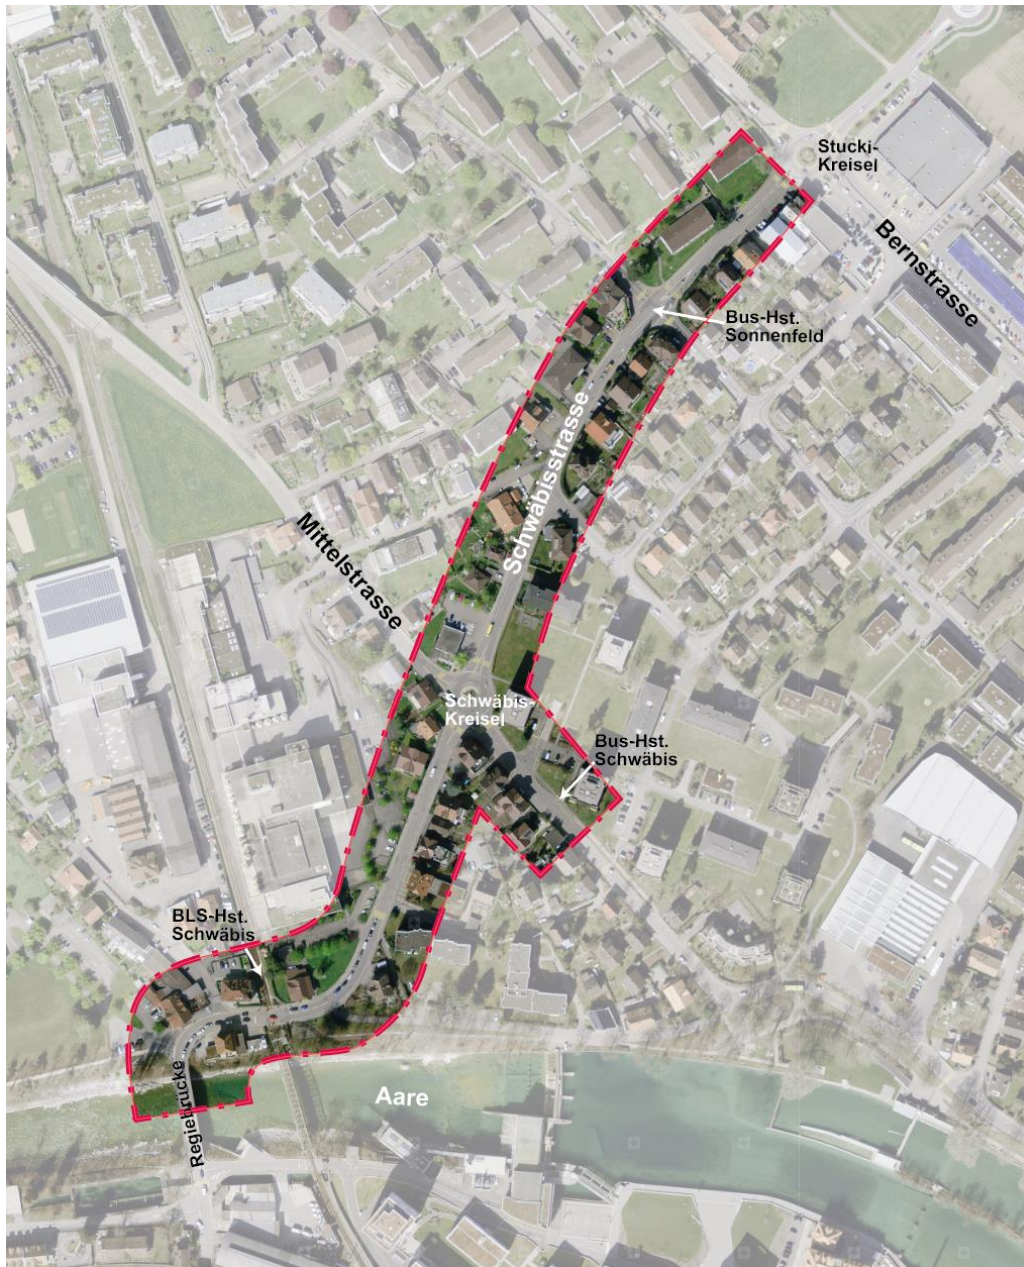 Stucki-
Kreisel
Bernstrasse
Bus-Hst.
Sonnenfeld
Schwäbisstrasse
Mittelstrasse
Schwäbis-
Kreisel
Bus-Hst.
Schwäbis
BLS-Hst.
Schwäbis
Aare
Regiebrücke